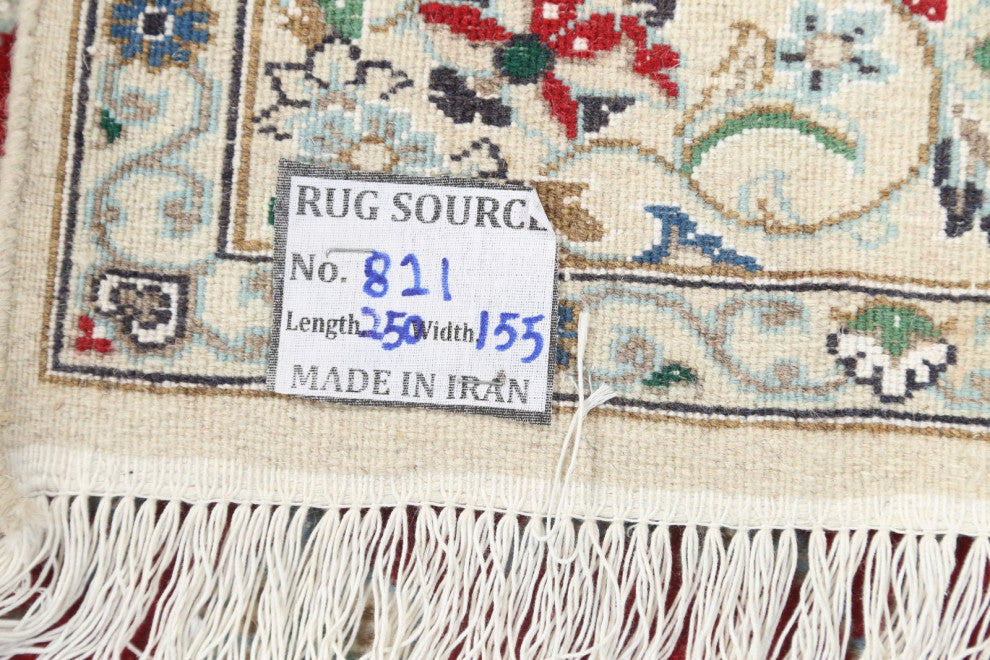 RUG SOURCE
No. 821
Length 250 Width 155
MADE IN IRAN